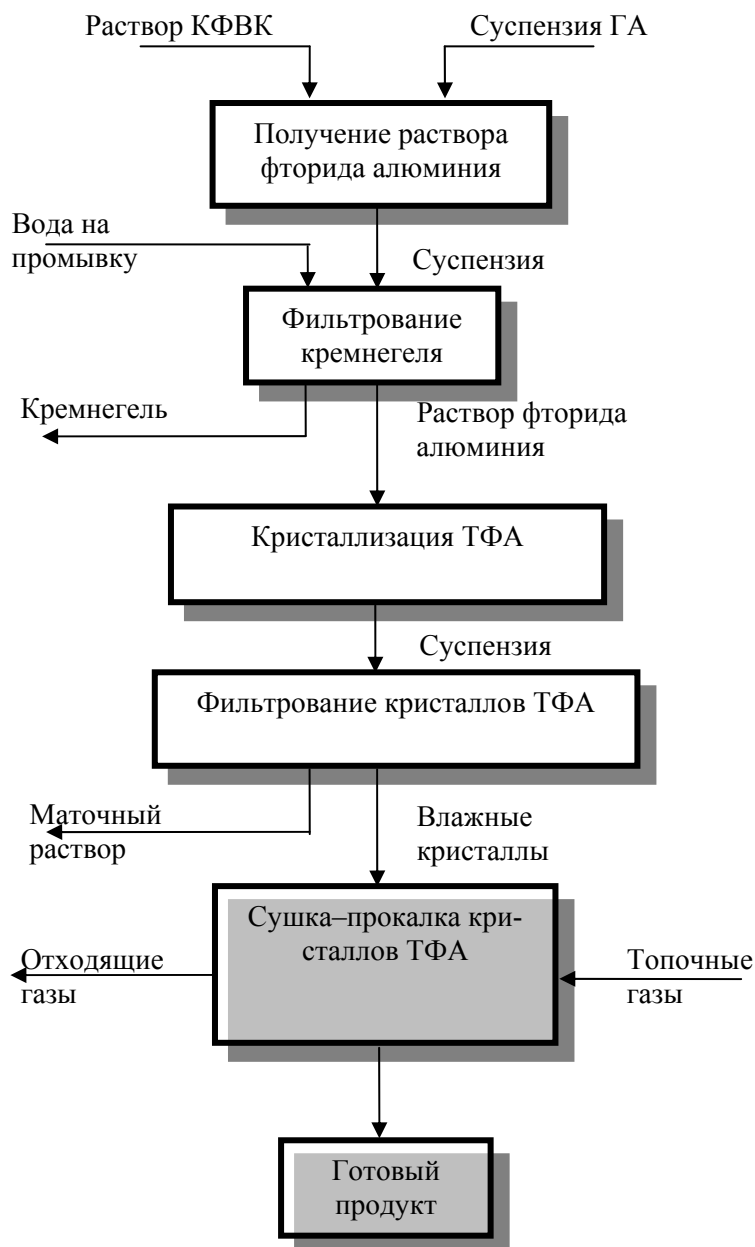 Раствор КФВК
Суспензия ГА
Получение раствора
фторида алюминия
Вода на
промывку
Суспензия
Фильтрование
кремнегеля
Кремнегель
Раствор фторида
алюминия
Кристаллизация ТФА
Суспензия
Фильтрование кристаллов ТФА
Маточный
раствор
Влажные
кристаллы
Сушка–прокалка кри-
сталлов ТФА
Отходящие
газы
Топочные
газы
Готовый
продукт